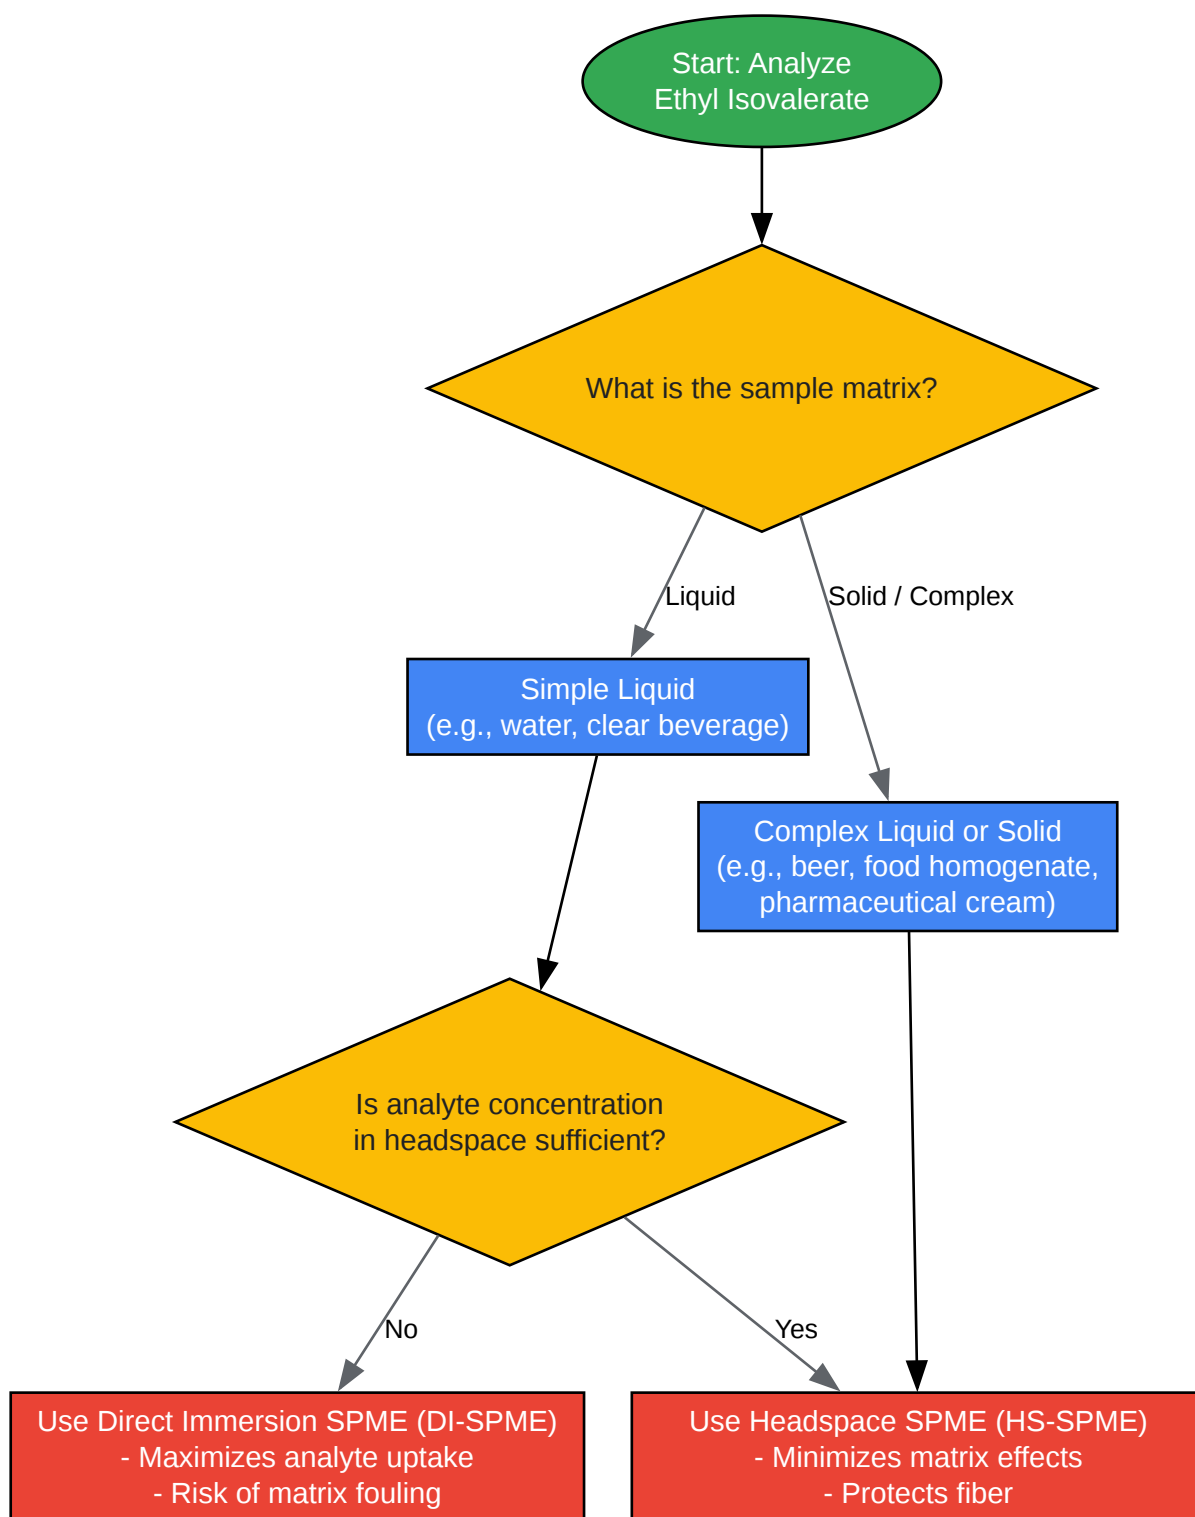 Start: Analyze
Ethyl Isovalerate
What is the sample matrix?
Liquid
Solid / Complex
Simple Liquid
(e.g., water, clear beverage)
Complex Liquid or Solid
(e.g., beer, food homogenate,
pharmaceutical cream)
Is analyte concentration
in headspace sufficient?
No
Yes
Use Direct Immersion SPME (DI-SPME)
- Maximizes analyte uptake
- Risk of matrix fouling
Use Headspace SPME (HS-SPME)
- Minimizes matrix effects
- Protects fiber